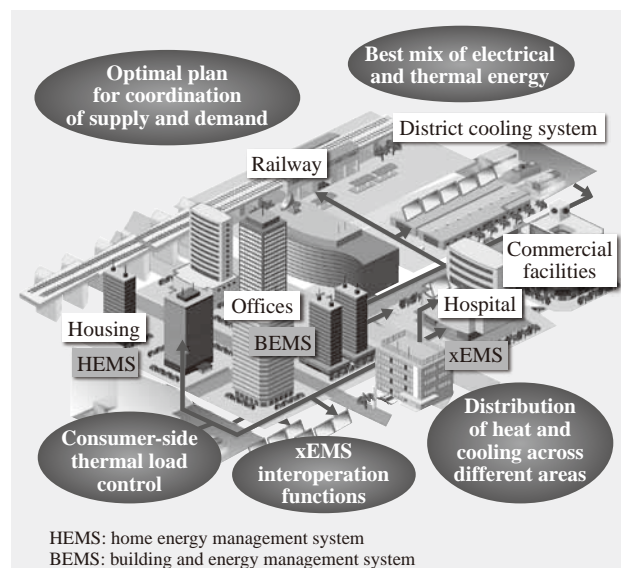 Optimal plan
for coordination
of supply and demand
Best mix of electrical
and thermal energy
District cooling system
Railway
Commercial
facilities
Offices
Hospital
Housing
BEMS
xEMS
HEMS
Consumer-side
thermal load
control
xEMS
interoperation
functions
Distribution
of heat and
cooling across
different areas
HEMS: home energy management system
BEMS: building and energy management system